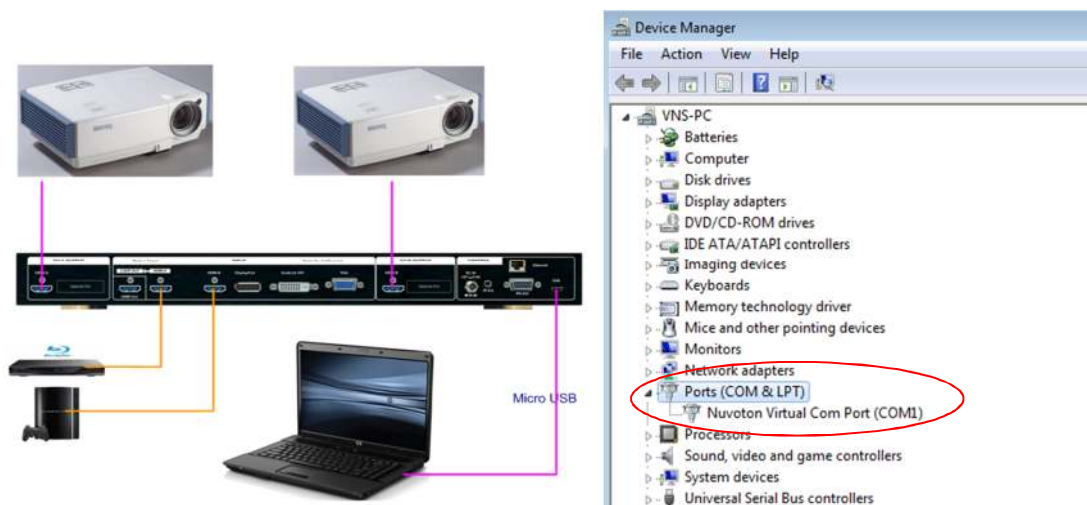 Micro USB
Device Manager
File Action View Help
VNS-PC
Batteries
Computer
Disk drives
Display adapters
DVD/CD-ROM drives
IDE ATA/ATAPI controllers
Imaging devices
Keyboards
Memory technology driver
Mice and other pointing devices
Monitors
Network adapters
Ports (COM & LPT)
Nuvoton Virtual Com Port (COM1)
Processors
Sound, video and game controllers
System devices
Universal Serial Bus controllers